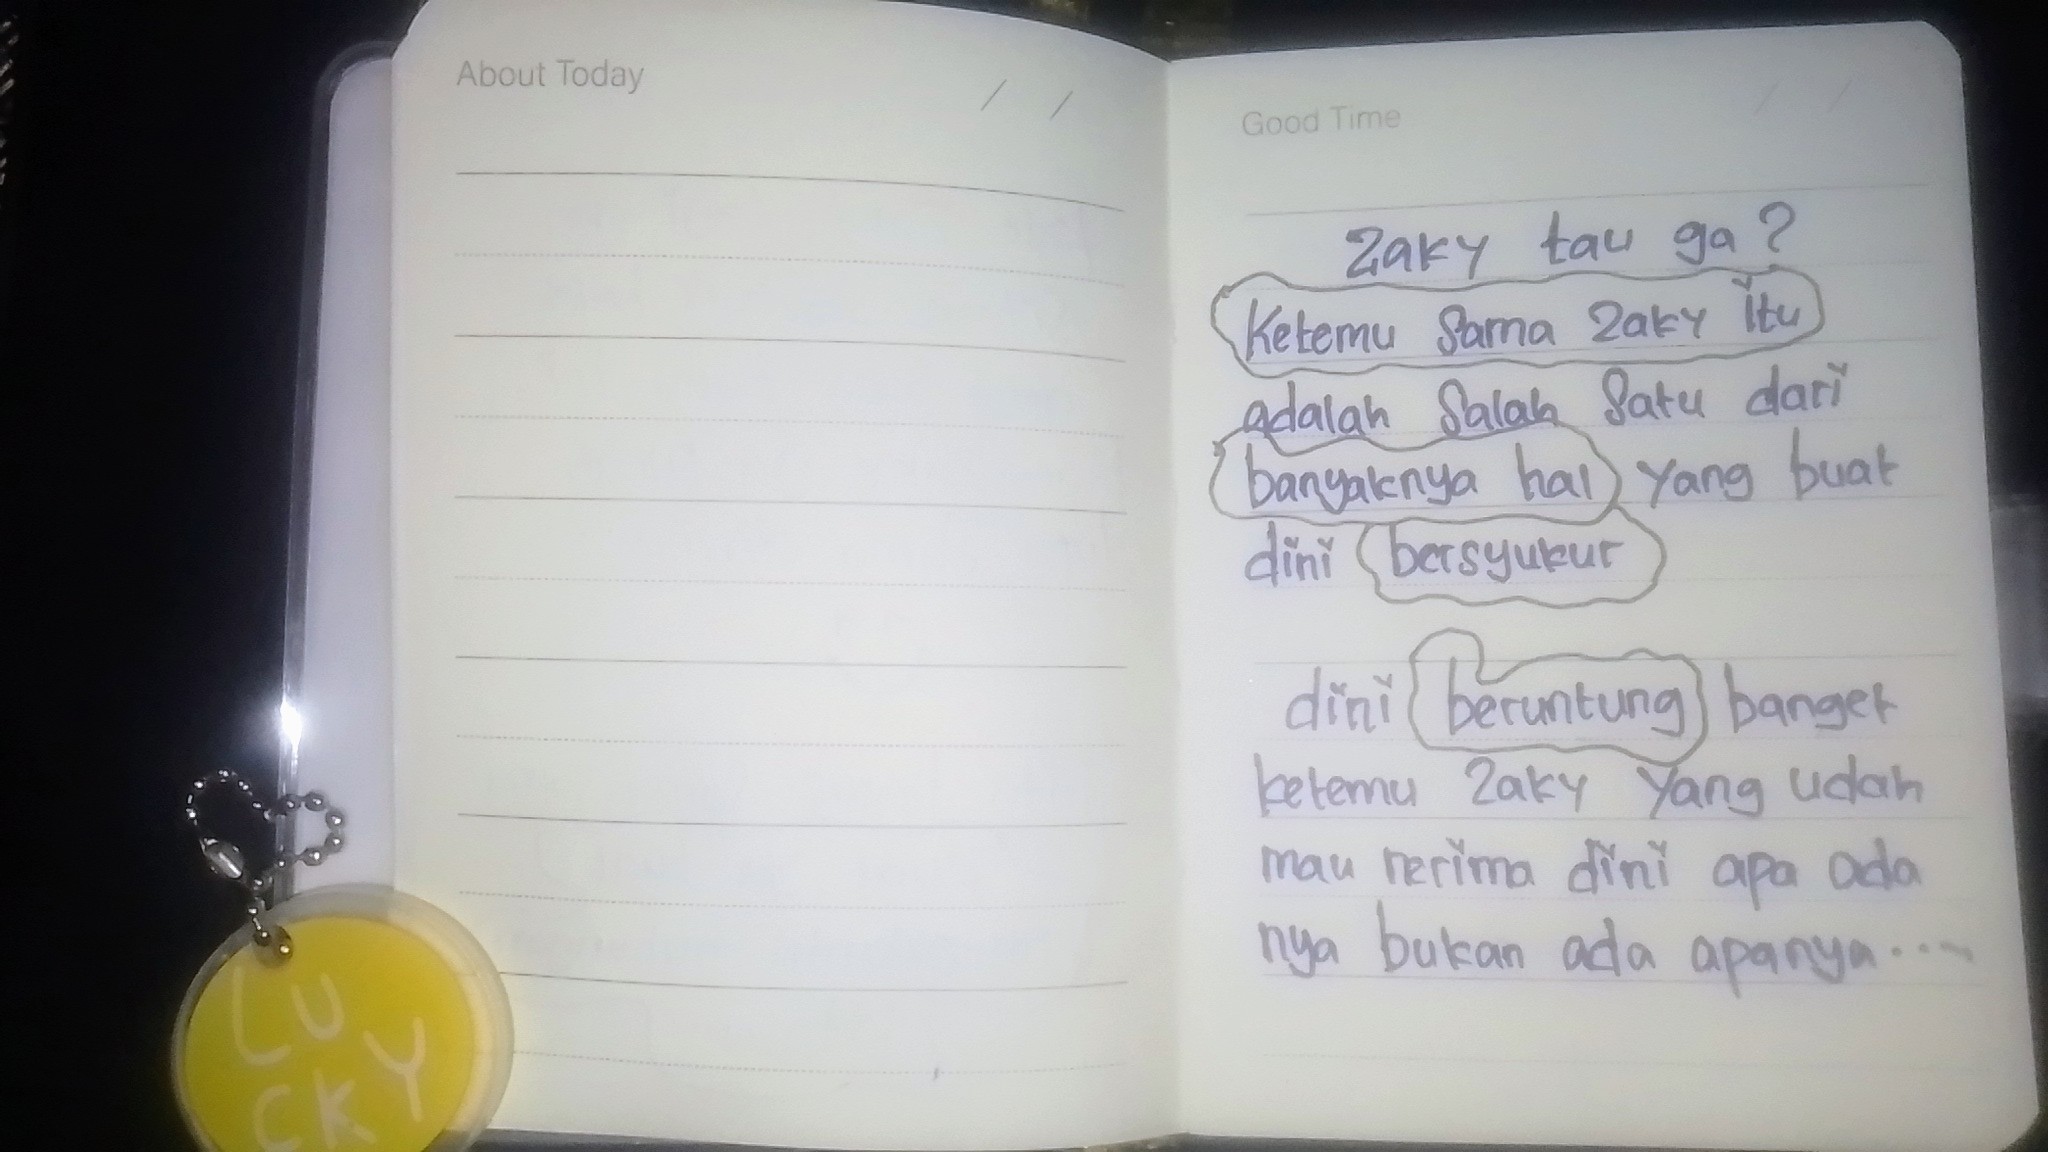 About Today / /
Good Time / /
Zaky tau ga?
Ketemu Sama Zaky itu
adalah Salah Satu dari
banyaknya hal yang buat
dini bersyukur
dini beruntung banget
ketemu Zaky yang udah
mau nerima dini apa ada
nya bukan ada apanya....
LU
CKY